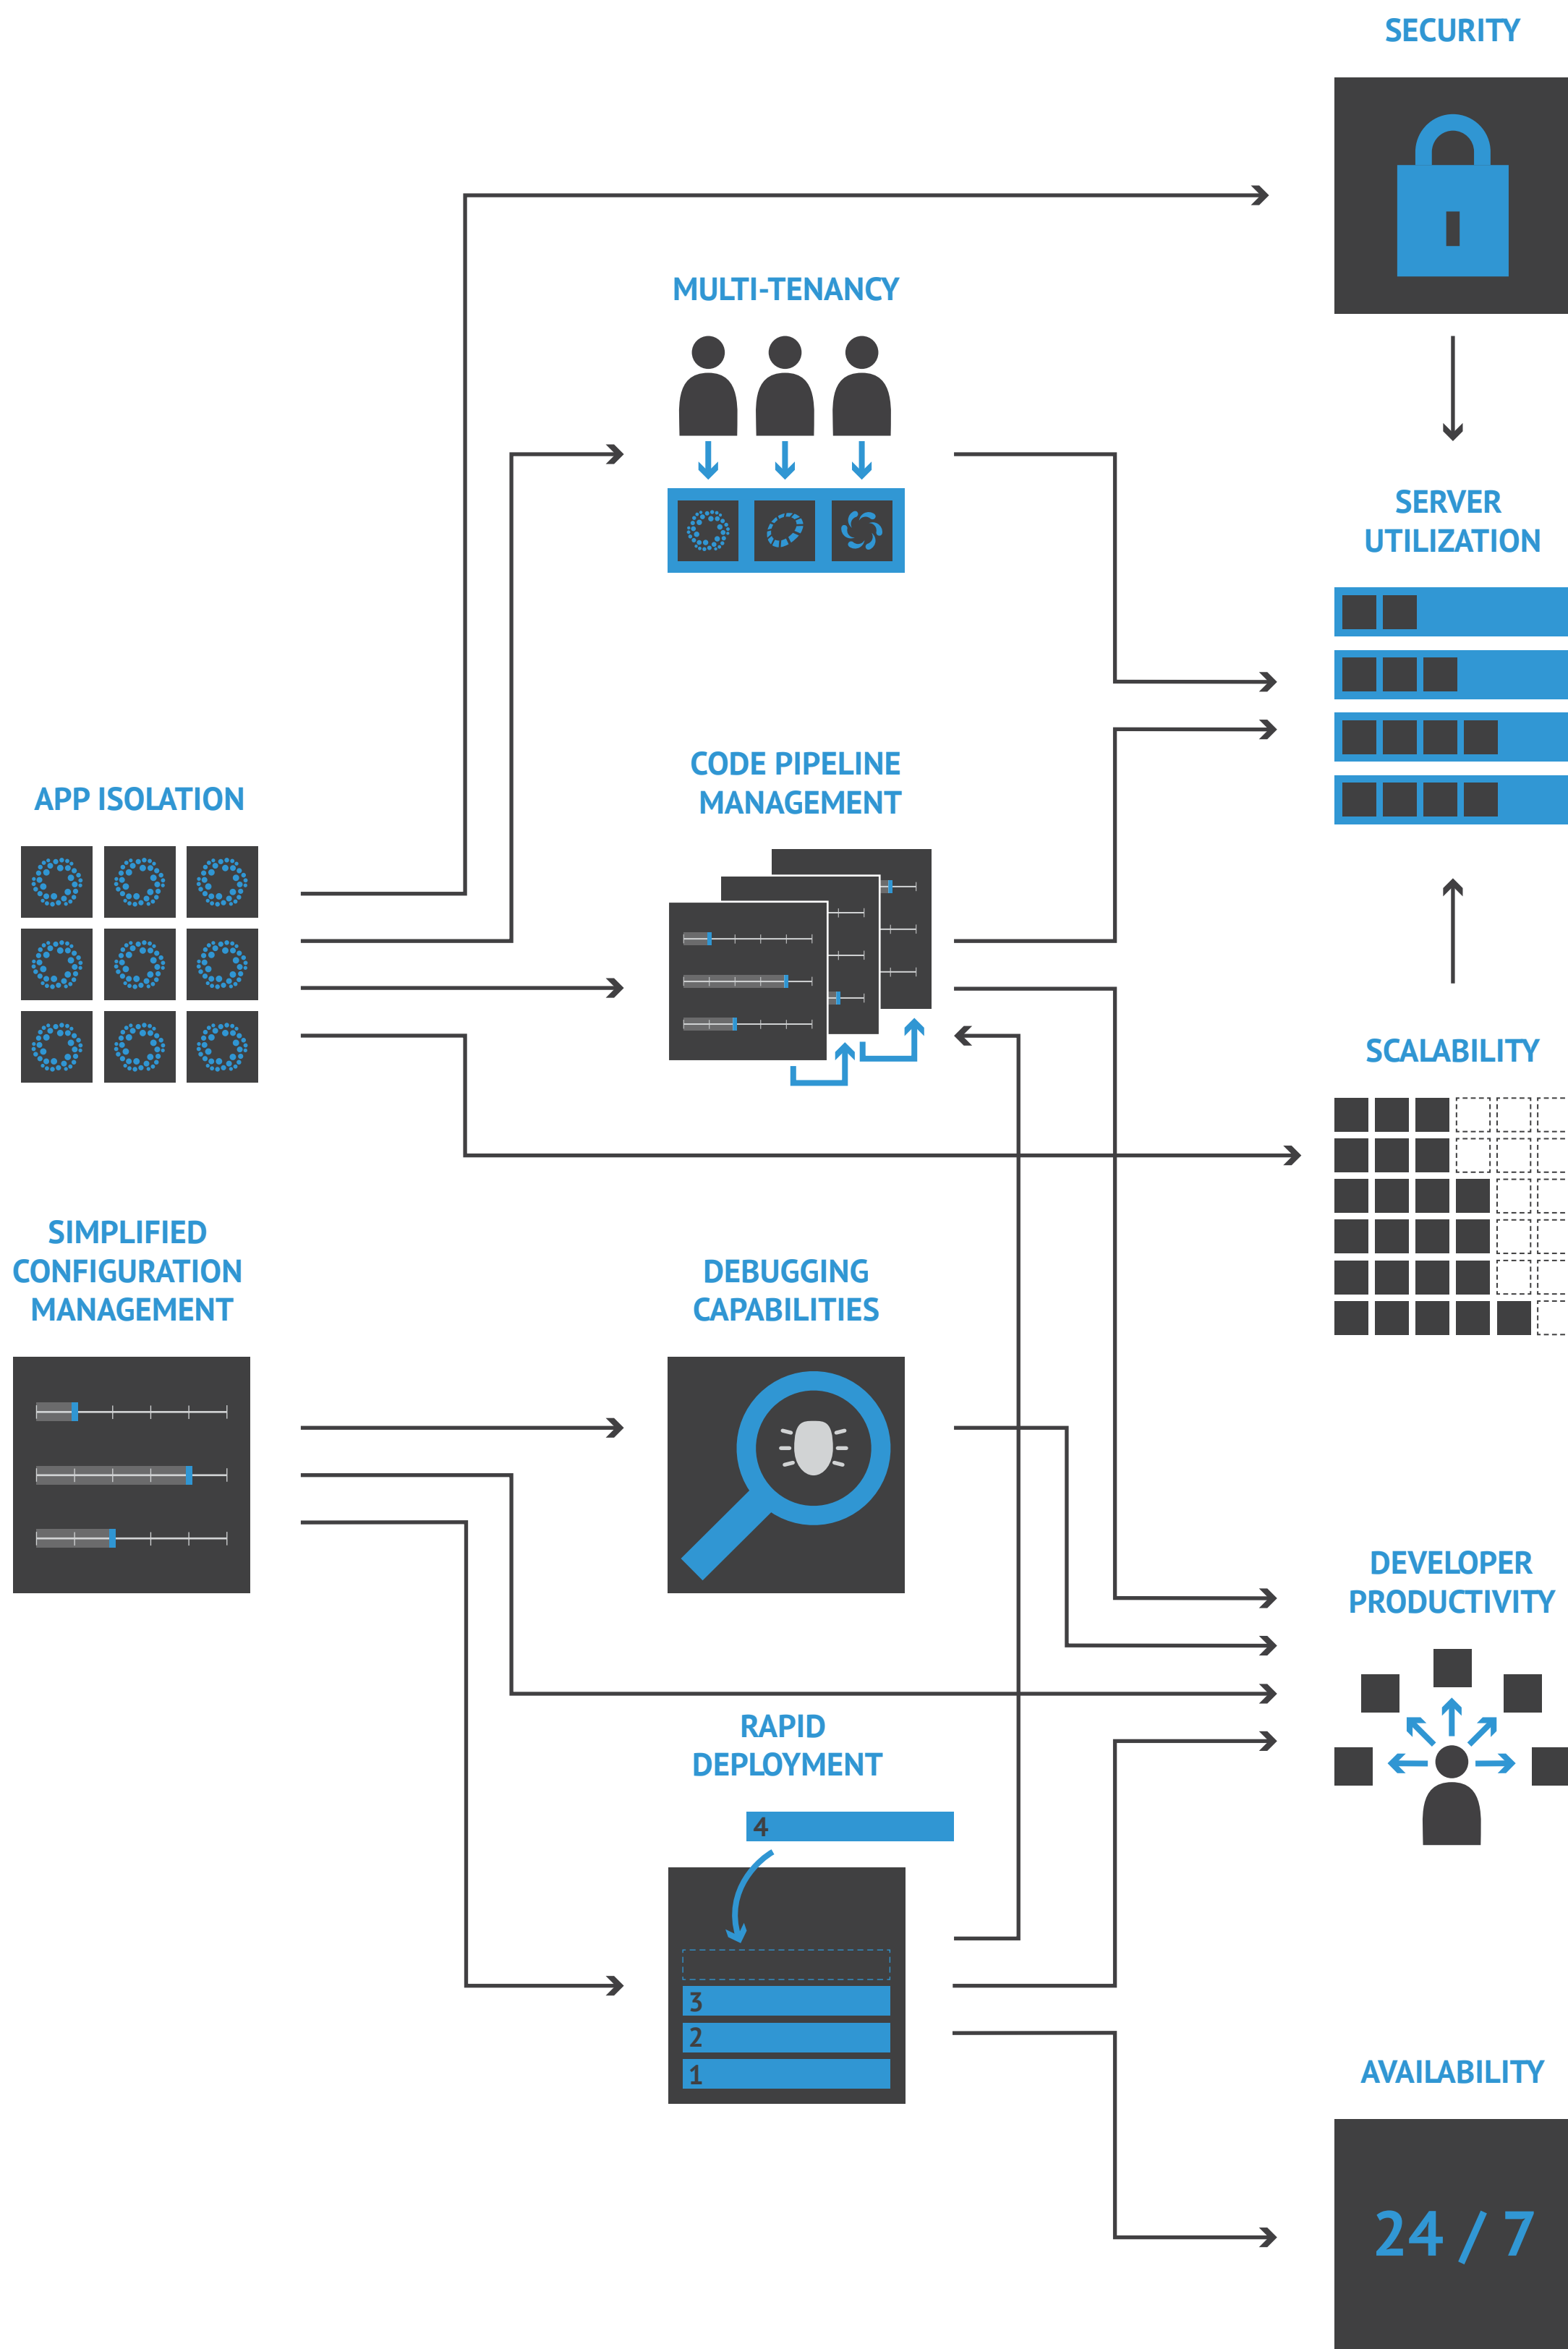 SECURITY
MULTI-TENANCY
SERVER
UTILIZATION
CODE PIPELINE
MANAGEMENT
APP ISOLATION
SCALABILITY
SIMPLIFIED
CONFIGURATION
MANAGEMENT
DEBUGGING
CAPABILITIES
DEVELOPER
PRODUCTIVITY
RAPID
DEPLOYMENT
4
3
2
1
AVAILABILITY
24 / 7